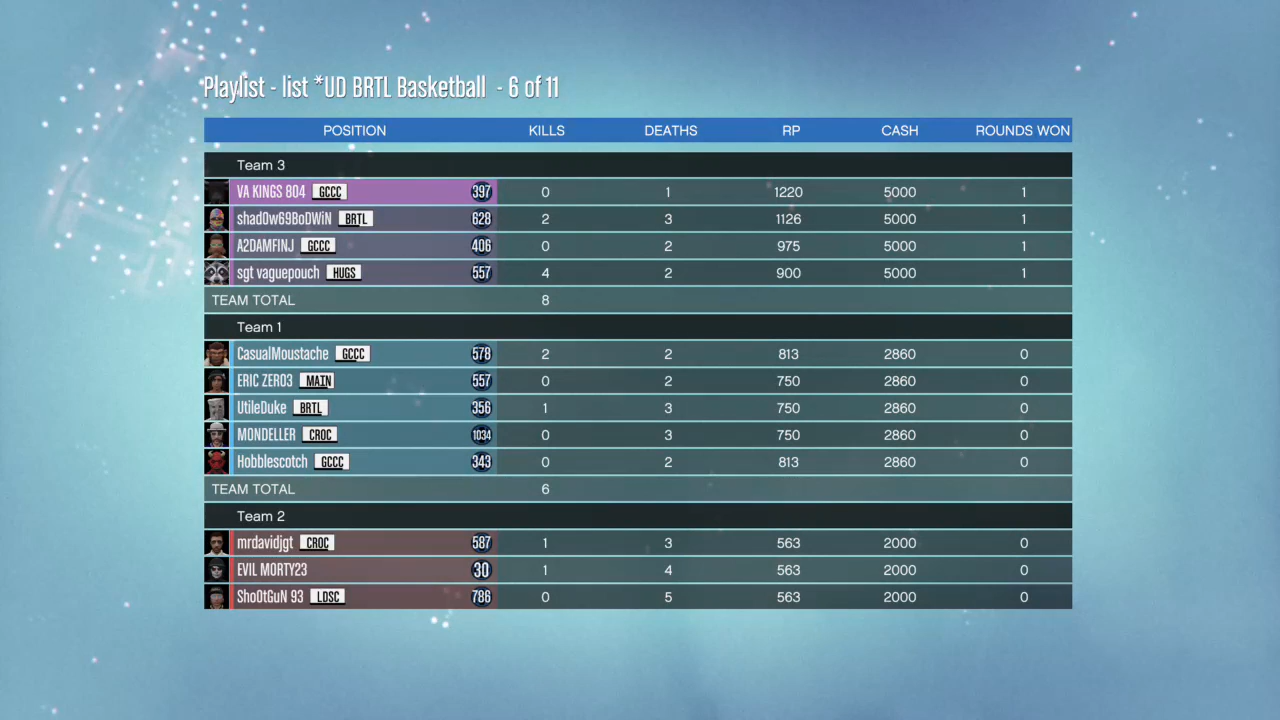 Playlist - list *UD BRTL Basketball - 6 of 11
POSITION KILLS DEATHS RP CASH ROUNDS WON
Team 3
VA KINGS 804 GCCC 397 0 1 1220 5000 1
shad0w69BoDWiN BRTL 628 2 3 1126 5000 1
A2DAMFINJ GCCC 406 0 2 975 5000 1
sgt vaguepouch HUGS 557 4 2 900 5000 1
TEAM TOTAL 8
Team 1
CasualMoustache GCCC 578 2 2 813 2860 0
ERIC ZERO3 MAIN 557 0 2 750 2860 0
UtileDuke BRTL 356 1 3 750 2860 0
MONDELLER CROC 1034 0 3 750 2860 0
Hobblescotch GCCC 343 0 2 813 2860 0
TEAM TOTAL 6
Team 2
mrdavidjgt CROC 587 1 3 563 2000 0
EVIL MORTY23 30 1 4 563 2000 0
Sho0tGuN 93 LDSC 786 0 5 563 2000 0